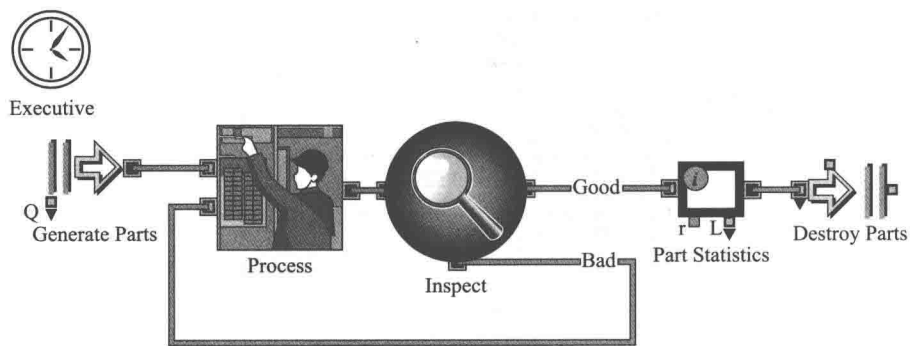 Executive
Q
Generate Parts
Process
Inspect
Good
Bad
i
r L
Part Statistics
Destroy Parts